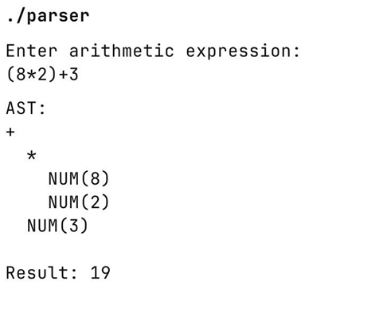 ./parser
Enter arithmetic expression:
(8*2)+3
AST:
+
  *
    NUM(8)
    NUM(2)
  NUM(3)
Result: 19